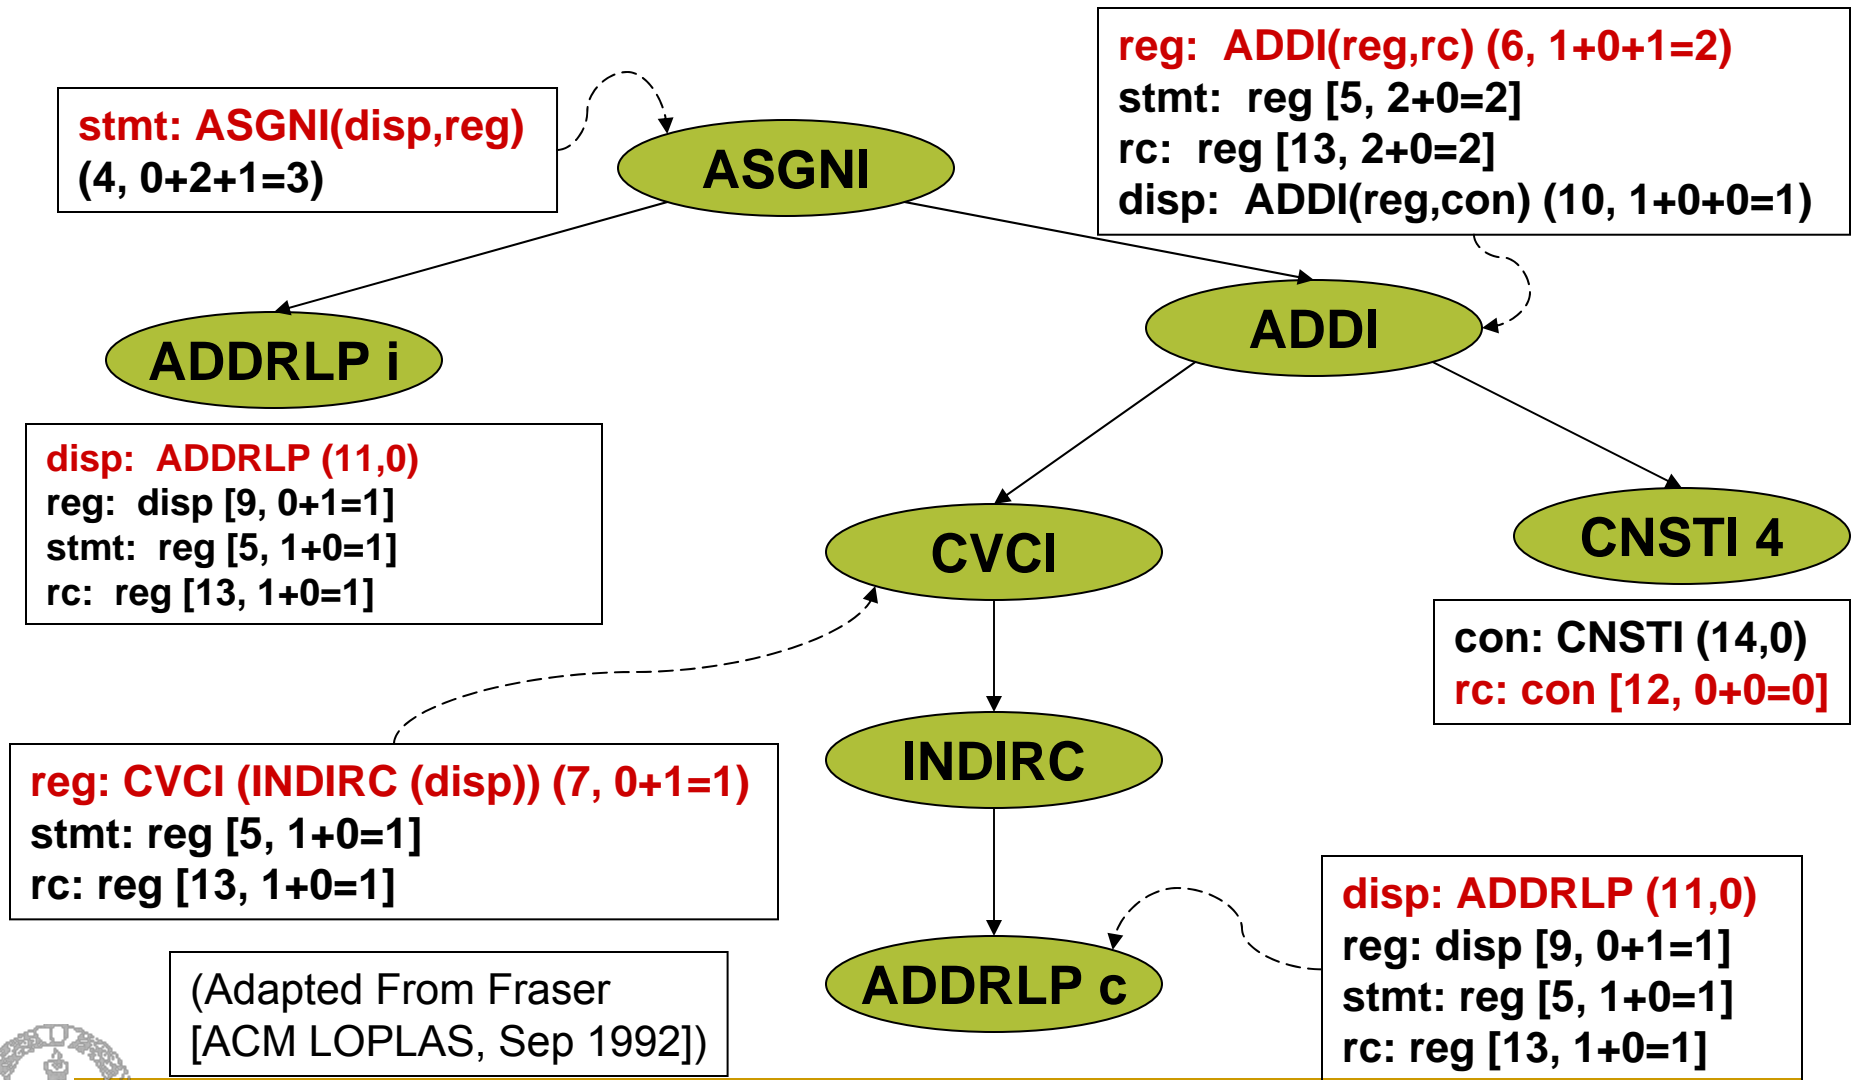 reg: ADDI(reg,rc) (6, 1+0+1=2)
stmt: reg [5, 2+0=2]
rc: reg [13, 2+0=2]
disp: ADDI(reg,con) (10, 1+0+0=1)
stmt: ASGNI(disp,reg)
(4, 0+2+1=3)
ASGNI
ADDI
ADDRLP i
disp: ADDRLP (11,0)
reg: disp [9, 0+1=1]
stmt: reg [5, 1+0=1]
rc: reg [13, 1+0=1]
CVCI
CNSTI 4
con: CNSTI (14,0)
rc: con [12, 0+0=0]
INDIRC
reg: CVCI (INDIRC (disp)) (7, 0+1=1)
stmt: reg [5, 1+0=1]
rc: reg [13, 1+0=1]
ADDRLP c
disp: ADDRLP (11,0)
reg: disp [9, 0+1=1]
stmt: reg [5, 1+0=1]
rc: reg [13, 1+0=1]
(Adapted From Fraser
[ACM LOPLAS, Sep 1992])